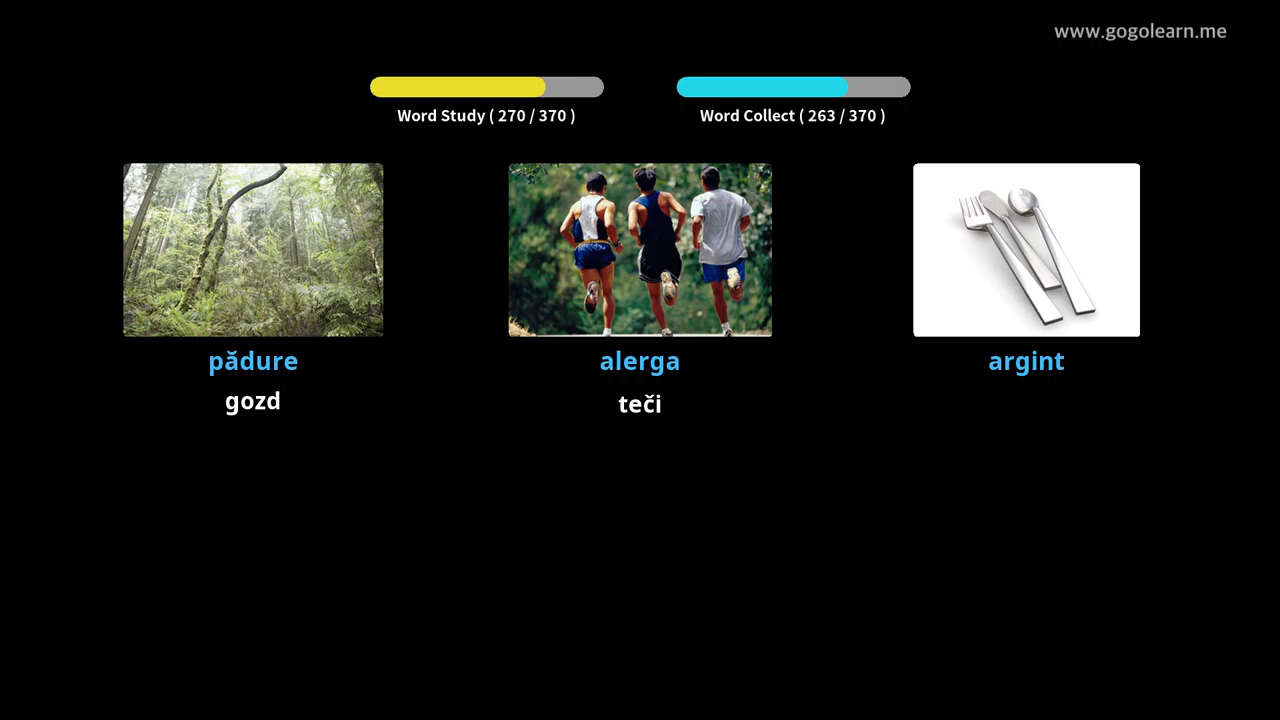 www.gogolearn.me
Word Study ( 270 / 370 )
Word Collect ( 263 / 370 )
pădure
alerga
argint
gozd
teči